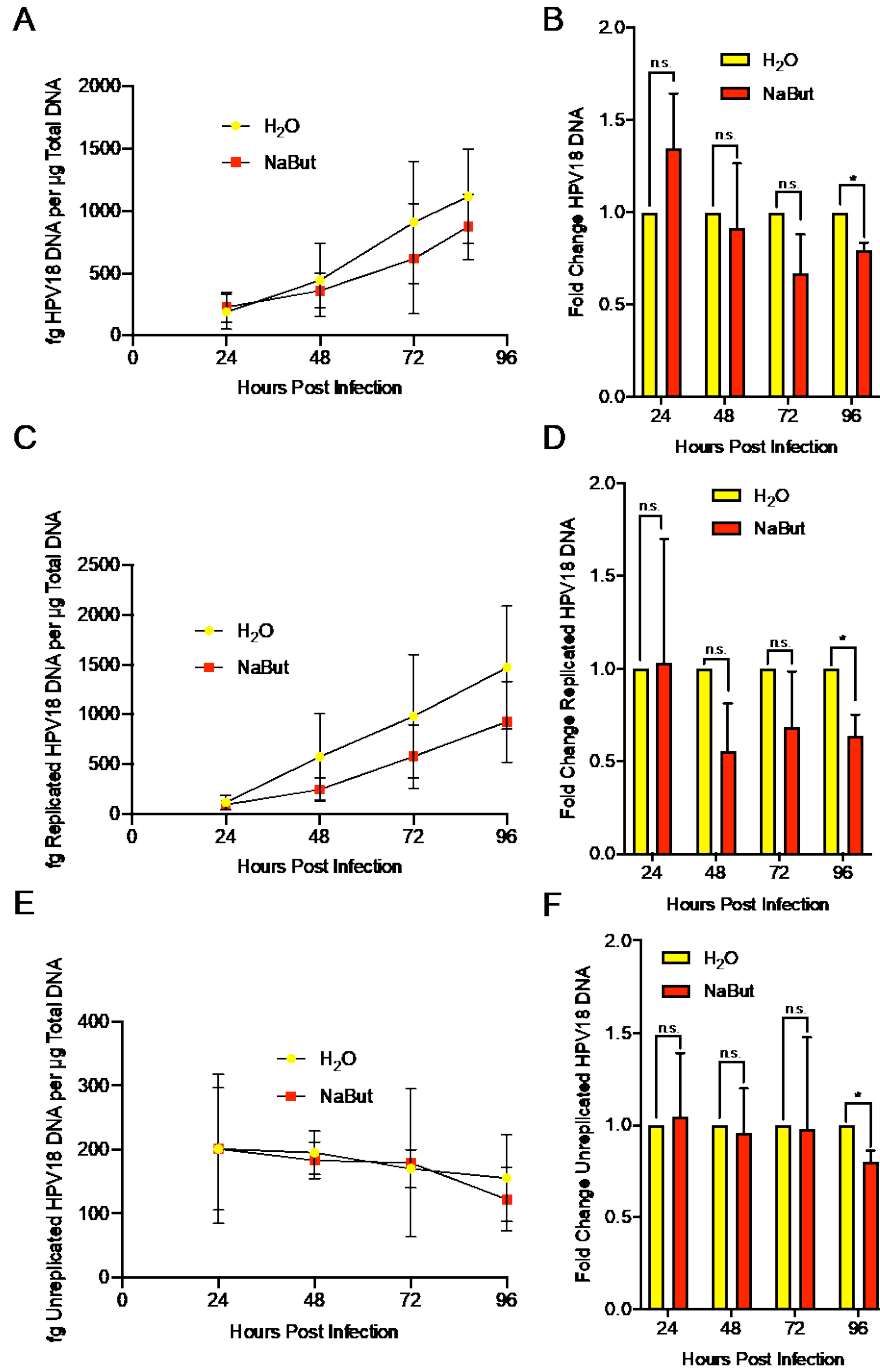 A
fg HPV18 DNA per µg Total DNA
2000
1500
1000
500
0
H2O
NaBut
0 24 48 72 96
Hours Post Infection
B
Fold Change HPV18 DNA
2.0
1.5
1.0
0.5
0.0
H2O
NaBut
n.s.
n.s.
n.s.
*
24 48 72 96
Hours Post Infection
C
fg Replicated HPV18 DNA per µg Total DNA
2500
2000
1500
1000
500
0
H2O
NaBut
0 24 48 72 96
Hours Post Infection
D
Fold Change Replicated HPV18 DNA
2.0
1.5
1.0
0.5
0.0
H2O
NaBut
n.s.
n.s.
n.s.
*
24 48 72 96
Hours Post Infection
E
fg Unreplicated HPV18 DNA per µg Total DNA
400
300
200
100
0
H2O
NaBut
0 24 48 72 96
Hours Post Infection
F
Fold Change Unreplicated HPV18 DNA
2.0
1.5
1.0
0.5
0.0
H2O
NaBut
n.s.
n.s.
n.s.
*
24 48 72 96
Hours Post Infection